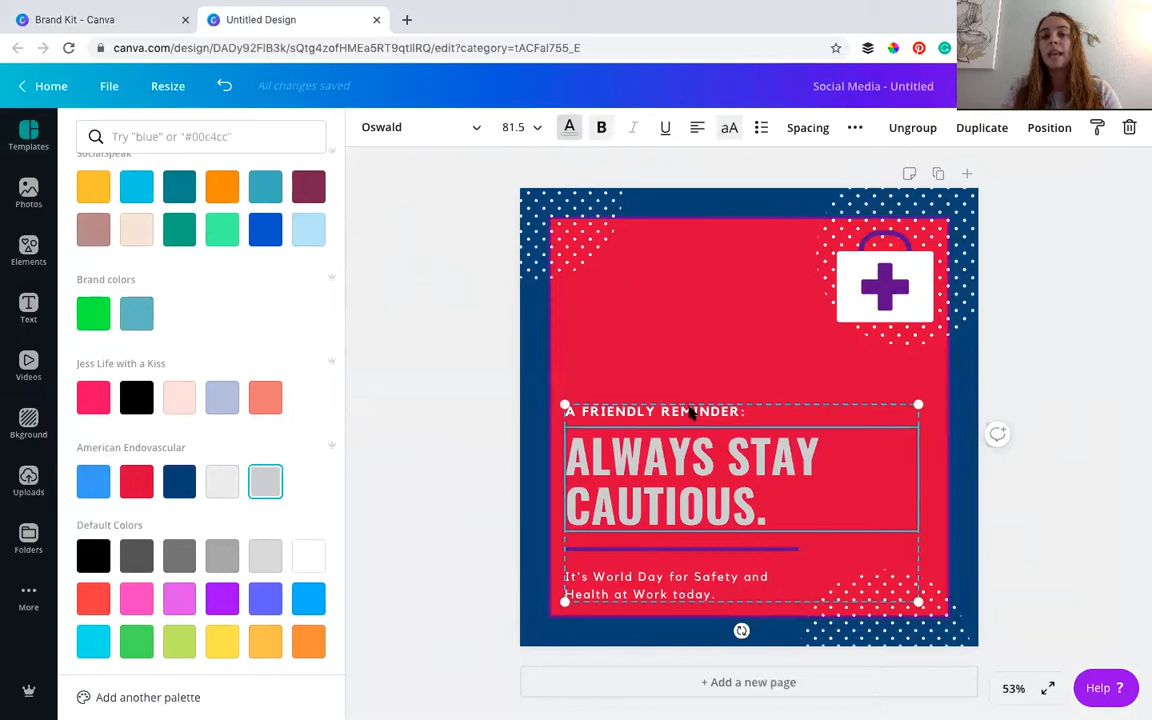 Brand Kit - Canva
Untitled Design
canva.com/design/DADy92FIB3k/sQtg4zofHMEa5RT9qtlIRQ/edit?category=tACFal755_E
Home
File
Resize
All changes saved
Social Media - Untitled
Templates
Photos
Elements
Text
Videos
Bkground
Uploads
Folders
More
Try "blue" or "#00c4cc"
SocialSpeak
Brand colors
Jess Life with a Kiss
American Endovascular
Default Colors
Add another palette
Oswald
81.5
A
B
I
U
aA
Spacing
Ungroup
Duplicate
Position
A FRIENDLY REMINDER:
ALWAYS STAY
CAUTIOUS.
It's World Day for Safety and
Health at Work today.
+ Add a new page
53%
Help ?